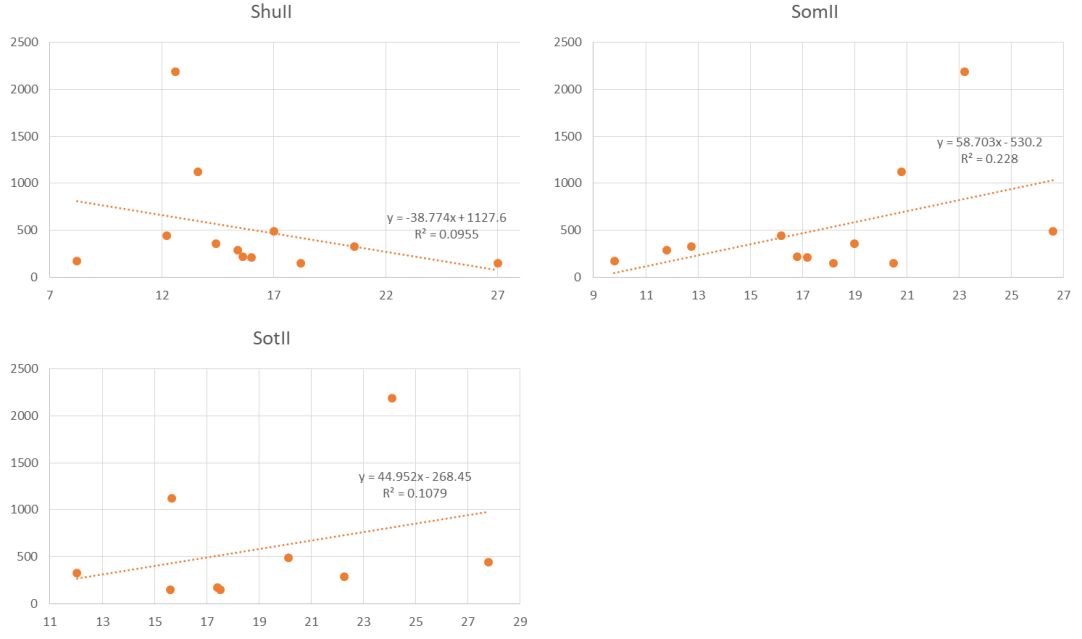 ShuII
2500
2000
1500
1000
500
0
y = -38.774x + 1127.6
R² = 0.0955
7 12 17 22 27
SomII
2500
2000
1500
1000
500
0
y = 58.703x - 530.2
R² = 0.228
9 11 13 15 17 19 21 23 25 27
SotII
2500
2000
1500
1000
500
0
y = 44.952x - 268.45
R² = 0.1079
11 13 15 17 19 21 23 25 27 29